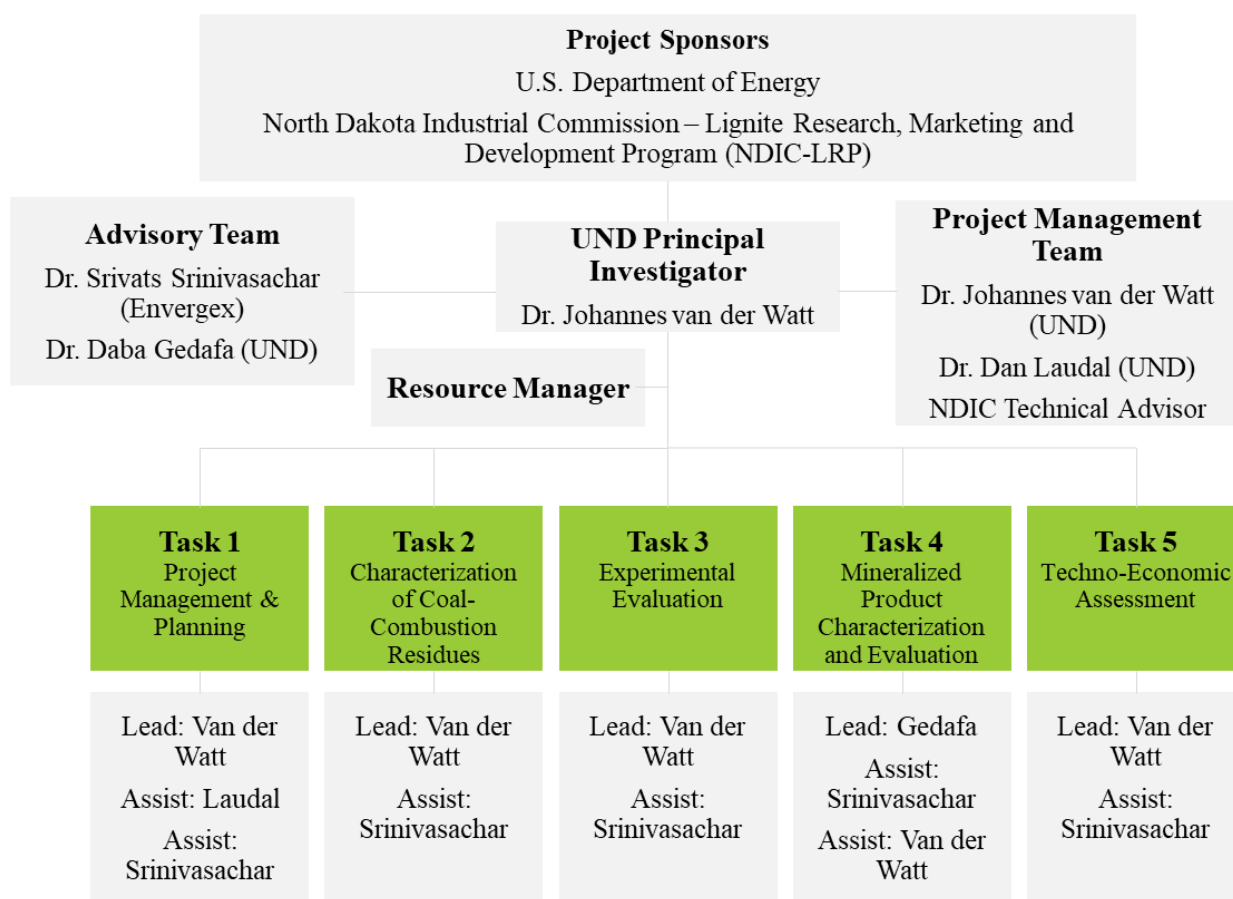 Project Sponsors
U.S. Department of Energy
North Dakota Industrial Commission – Lignite Research, Marketing and
Development Program (NDIC-LRP)
Advisory Team
Dr. Srivats Srinivasachar
(Envergex)
Dr. Daba Gedafa (UND)
UND Principal
Investigator
Dr. Johannes van der Watt
Project Management
Team
Dr. Johannes van der Watt
(UND)
Dr. Dan Laudal (UND)
NDIC Technical Advisor
Resource Manager
Task 1
Project
Management &
Planning
Task 2
Characterization
of Coal-
Combustion
Residues
Task 3
Experimental
Evaluation
Task 4
Mineralized
Product
Characterization
and Evaluation
Task 5
Techno-Economic
Assessment
Lead: Van der
Watt
Assist: Laudal
Assist:
Srinivasachar
Lead: Van der
Watt
Assist:
Srinivasachar
Lead: Van der
Watt
Assist:
Srinivasachar
Lead: Gedafa
Assist:
Srinivasachar
Assist: Van der
Watt
Lead: Van der
Watt
Assist:
Srinivasachar